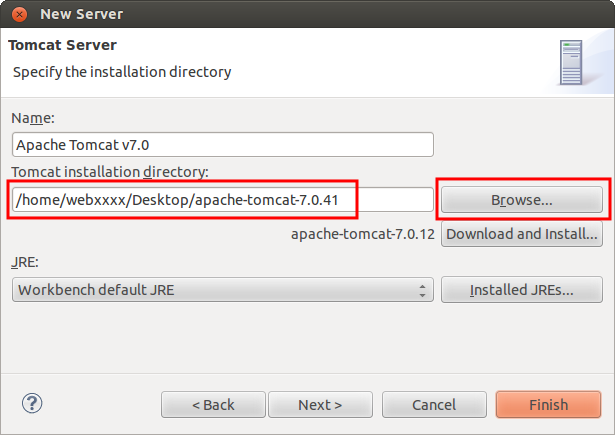 New Server
Tomcat Server
Specify the installation directory
Name:
Apache Tomcat v7.0
Tomcat installation directory:
/home/webxxxx/Desktop/apache-tomcat-7.0.41 Browse...
apache-tomcat-7.0.12 Download and Install...
JRE:
Workbench default JRE Installed JREs...
? < Back Next > Cancel Finish